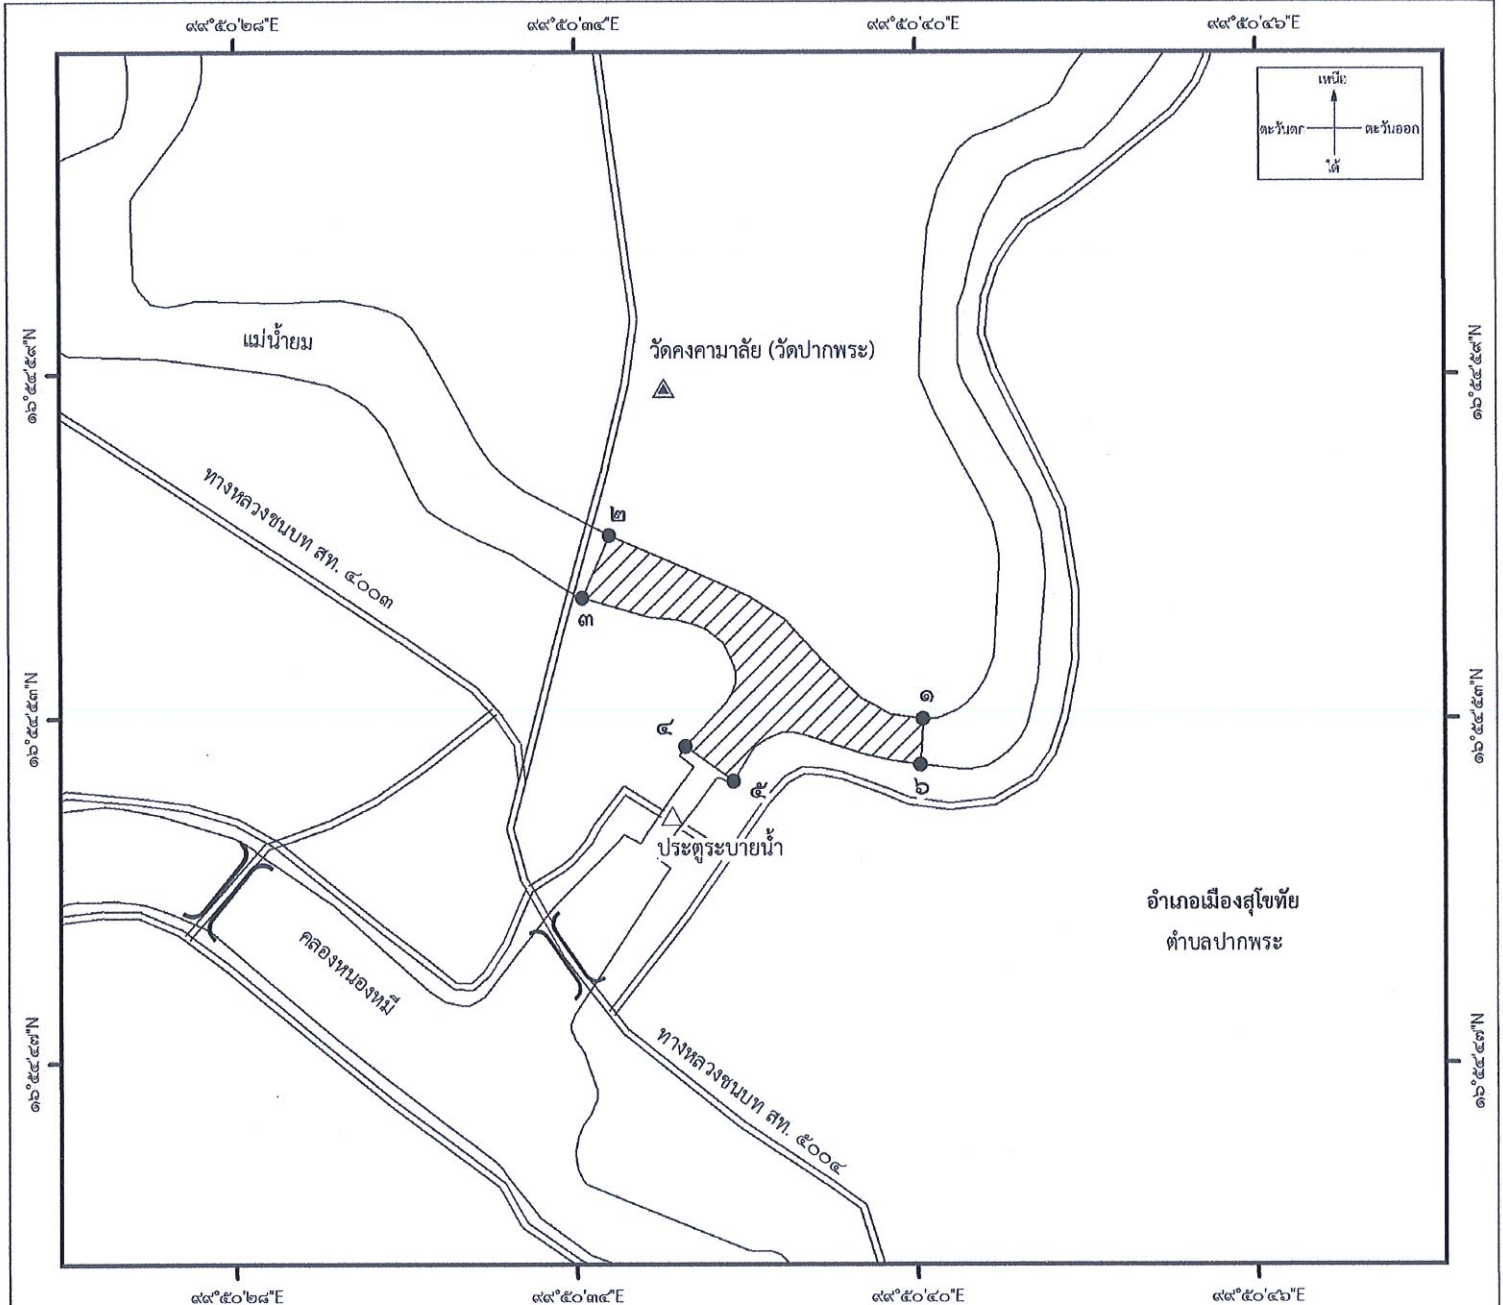 ๙๙°๕๐'๒๘"E
๙๙°๕๐'๓๔"E
๙๙°๕๐'๔๐"E
๙๙°๕๐'๔๖"E
เหนือ
ตะวันตก
ตะวันออก
ใต้
แม่น้ำยม
วัดคงคามาลัย (วัดปากพระ)
๑๖°๕๔'๕๙"N
๑๖°๕๔'๕๙"N
ทางหลวงชนบท สท. ๔๐๐๓
๒
๓
๑
๔
๕
๖
๑๖°๕๔'๕๓"N
๑๖°๕๔'๕๓"N
ประตูระบายน้ำ
อำเภอเมืองสุโขทัย
ตำบลปากพระ
คลองหนองหมี
ทางหลวงชนบท สท. ๕๐๐๔
๑๖°๕๔'๔๗"N
๑๖°๕๔'๔๗"N
๙๙°๕๐'๒๘"E
๙๙°๕๐'๓๔"E
๙๙°๕๐'๔๐"E
๙๙°๕๐'๔๖"E